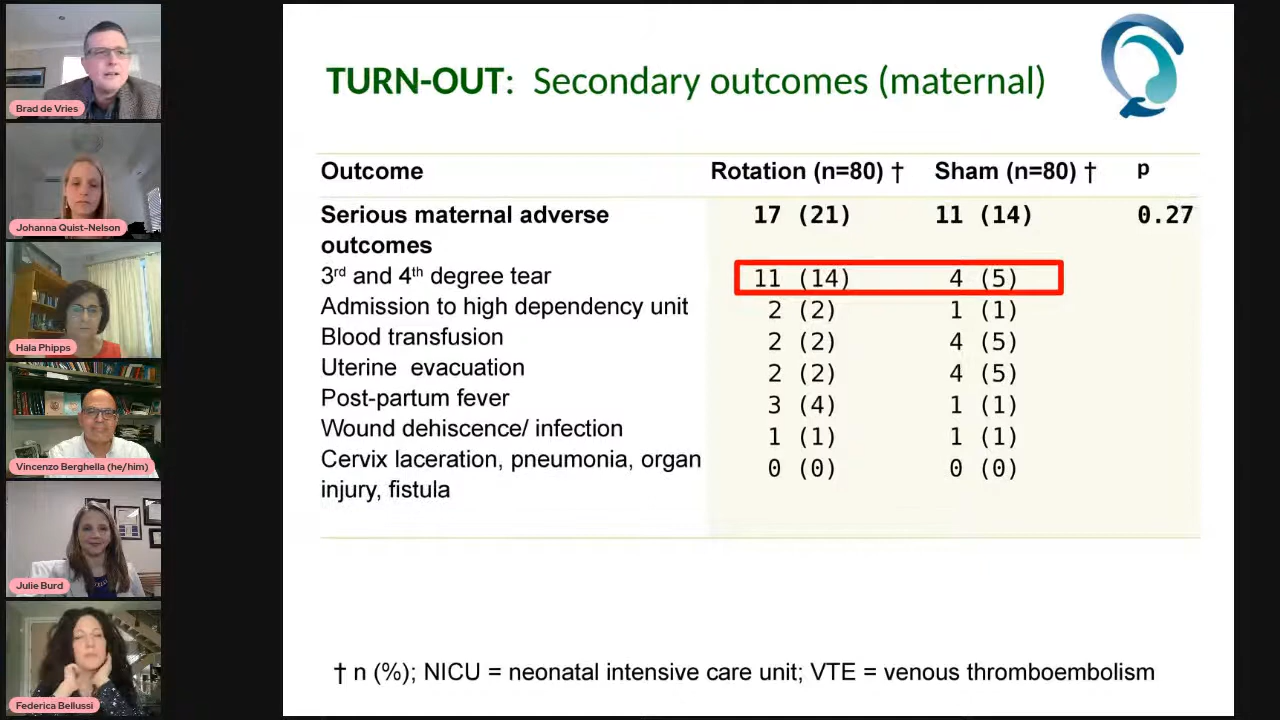 Brad de Vries
Johanna Quist-Nelson
Hala Phipps
Vincenzo Berghella (he/him)
Julie Burd
Federica Bellussi
TURN-OUT: Secondary outcomes (maternal)
Outcome Rotation (n=80) † Sham (n=80) † p
Serious maternal adverse 17 (21) 11 (14) 0.27
outcomes
3rd and 4th degree tear 11 (14) 4 (5)
Admission to high dependency unit 2 (2) 1 (1)
Blood transfusion 2 (2) 4 (5)
Uterine evacuation 2 (2) 4 (5)
Post-partum fever 3 (4) 1 (1)
Wound dehiscence/ infection 1 (1) 1 (1)
Cervix laceration, pneumonia, organ 0 (0) 0 (0)
injury, fistula
† n (%); NICU = neonatal intensive care unit; VTE = venous thromboembolism